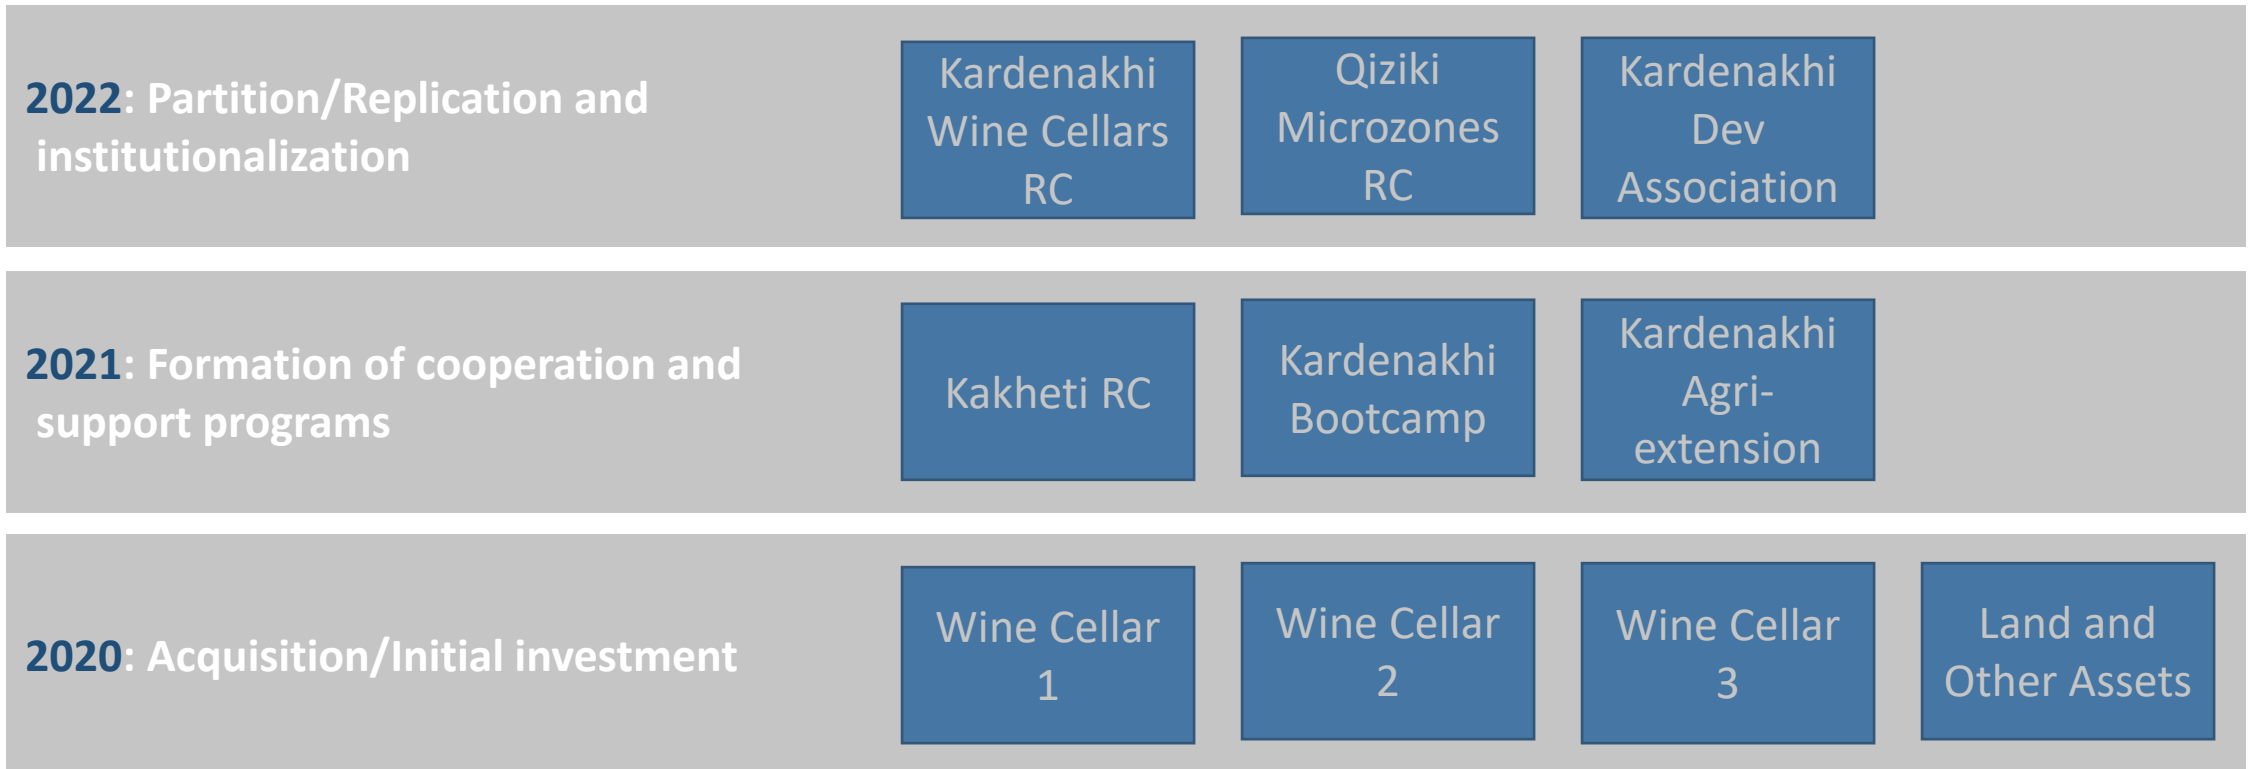 2022: Partition/Replication and
institutionalization
Kardenakhi
Wine Cellars
RC
Qiziki
Microzones
RC
Kardenakhi
Dev
Association
2021: Formation of cooperation and
support programs
Kakheti RC
Kardenakhi
Bootcamp
Kardenakhi
Agri-
extension
2020: Acquisition/Initial investment
Wine Cellar
1
Wine Cellar
2
Wine Cellar
3
Land and
Other Assets